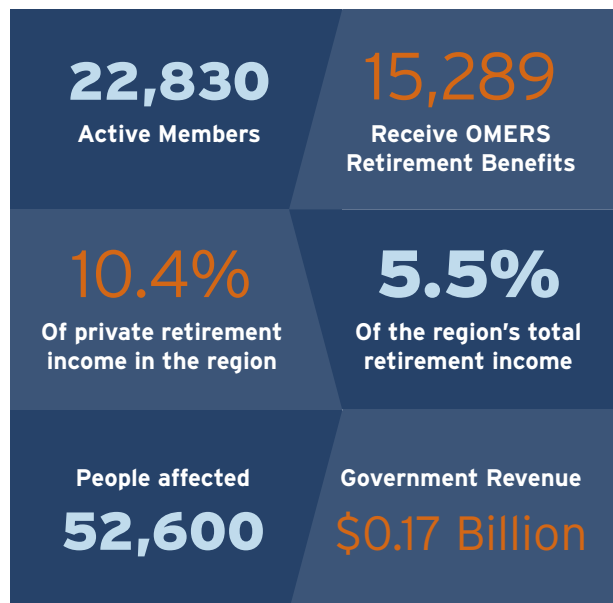 22,830
Active Members
15,289
Receive OMERS
Retirement Benefits
10.4%
Of private retirement
income in the region
5.5%
Of the region's total
retirement income
People affected
52,600
Government Revenue
$0.17 Billion